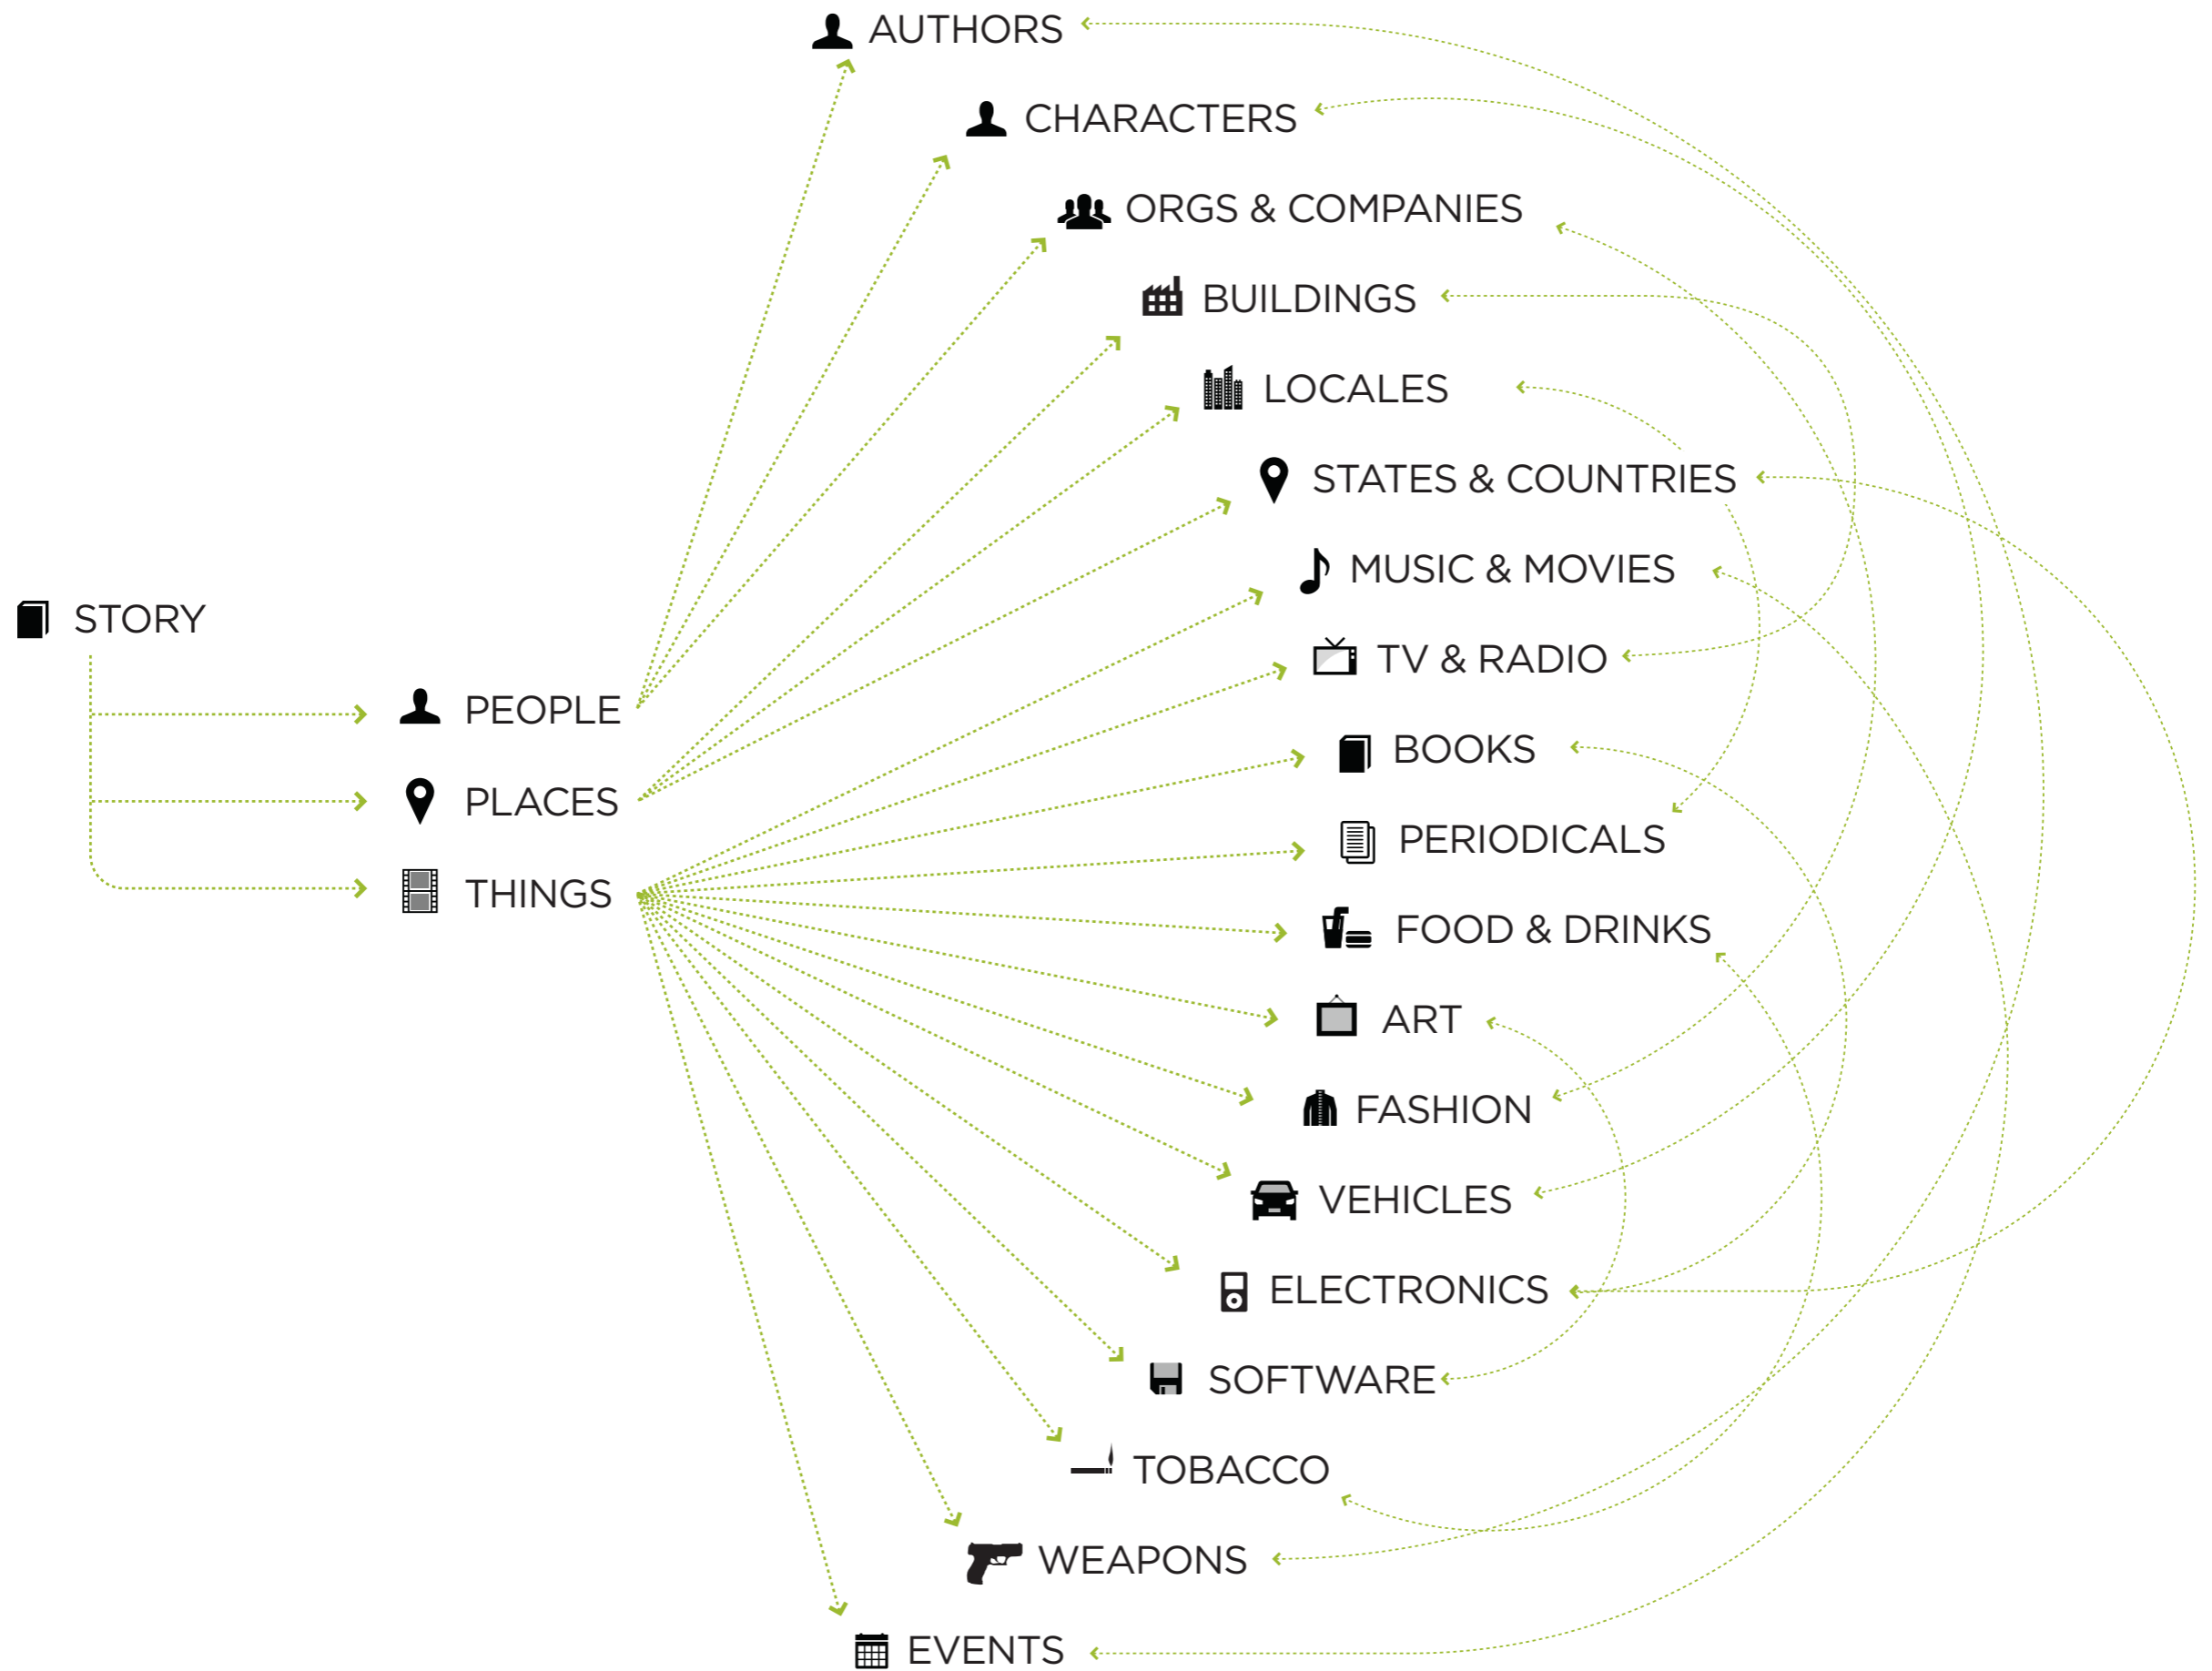 AUTHORS
CHARACTERS
ORGS & COMPANIES
BUILDINGS
LOCALES
STATES & COUNTRIES
MUSIC & MOVIES
STORY
TV & RADIO
PEOPLE
BOOKS
PLACES
PERIODICALS
THINGS
FOOD & DRINKS
ART
FASHION
VEHICLES
ELECTRONICS
SOFTWARE
TOBACCO
WEAPONS
EVENTS